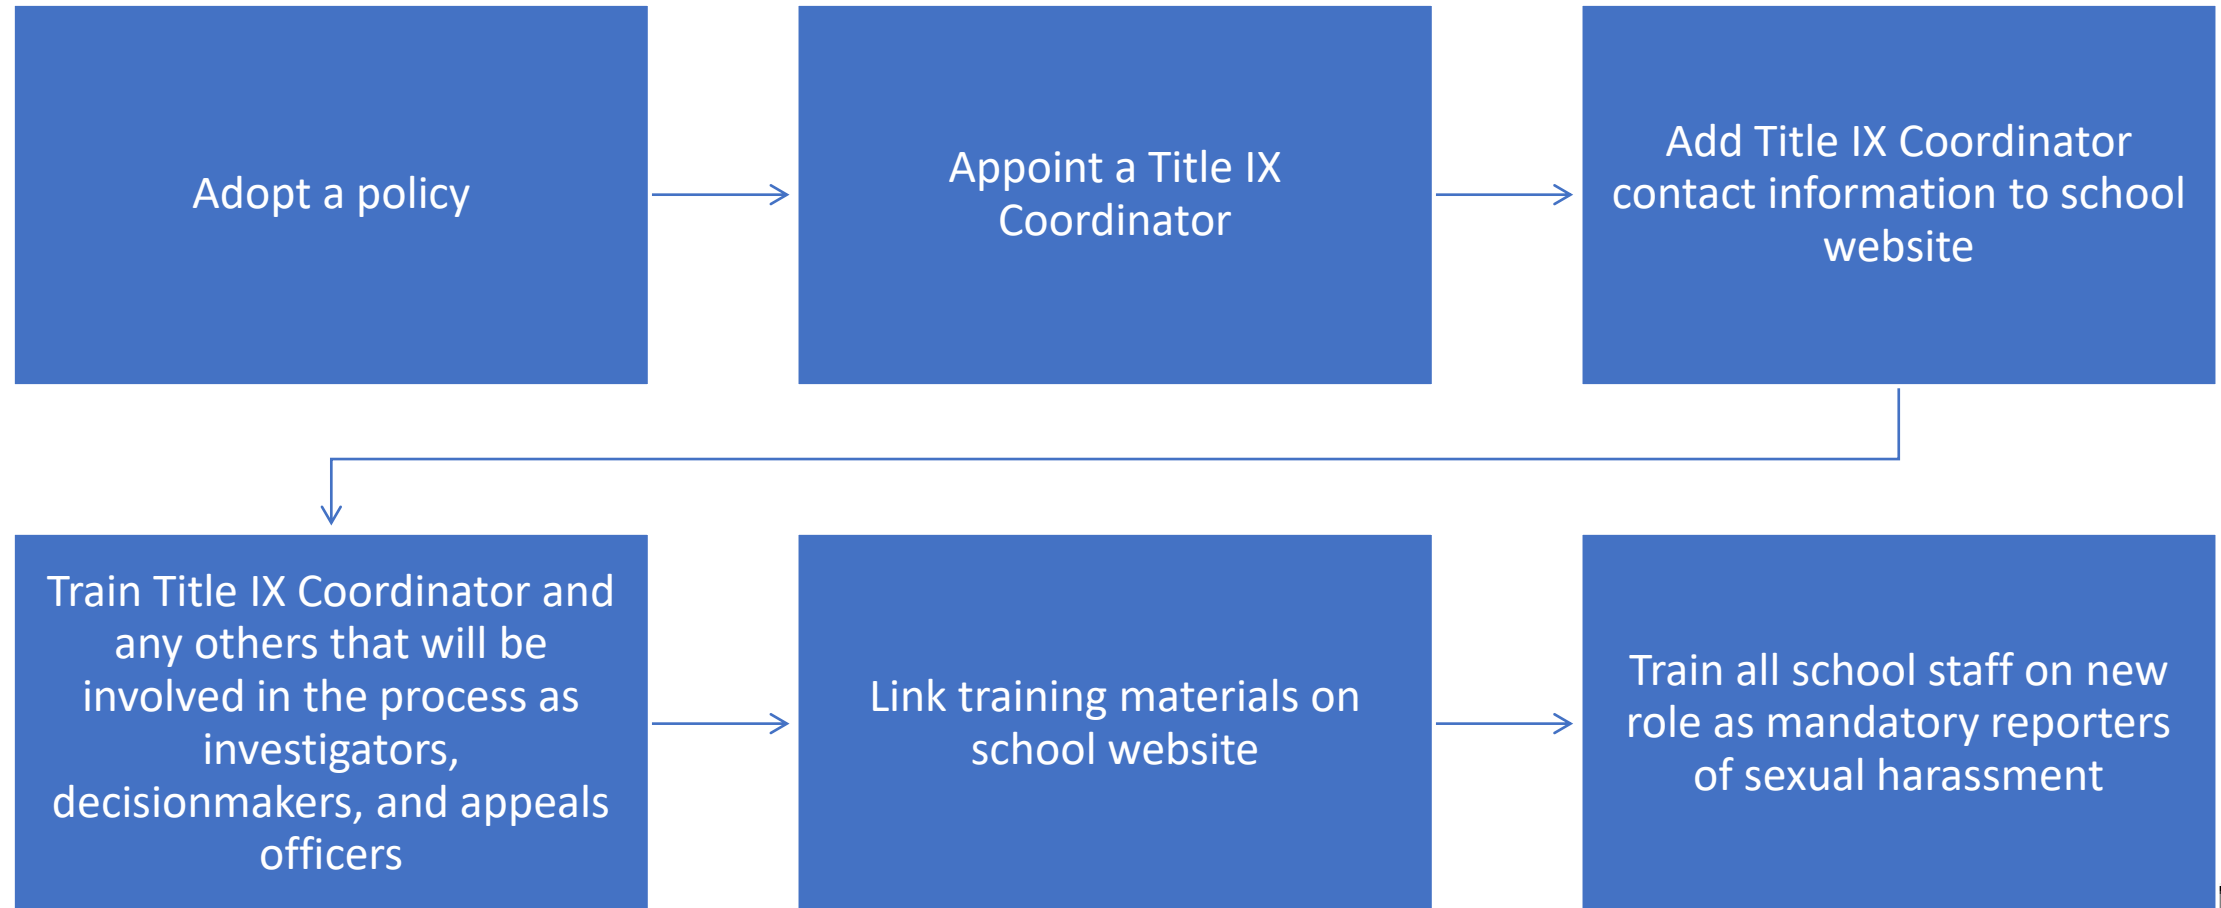 Adopt a policy
Appoint a Title IX
Coordinator
Add Title IX Coordinator
contact information to school
website
Train Title IX Coordinator and
any others that will be
involved in the process as
investigators,
decisionmakers, and appeals
officers
Link training materials on
school website
Train all school staff on new
role as mandatory reporters
of sexual harassment